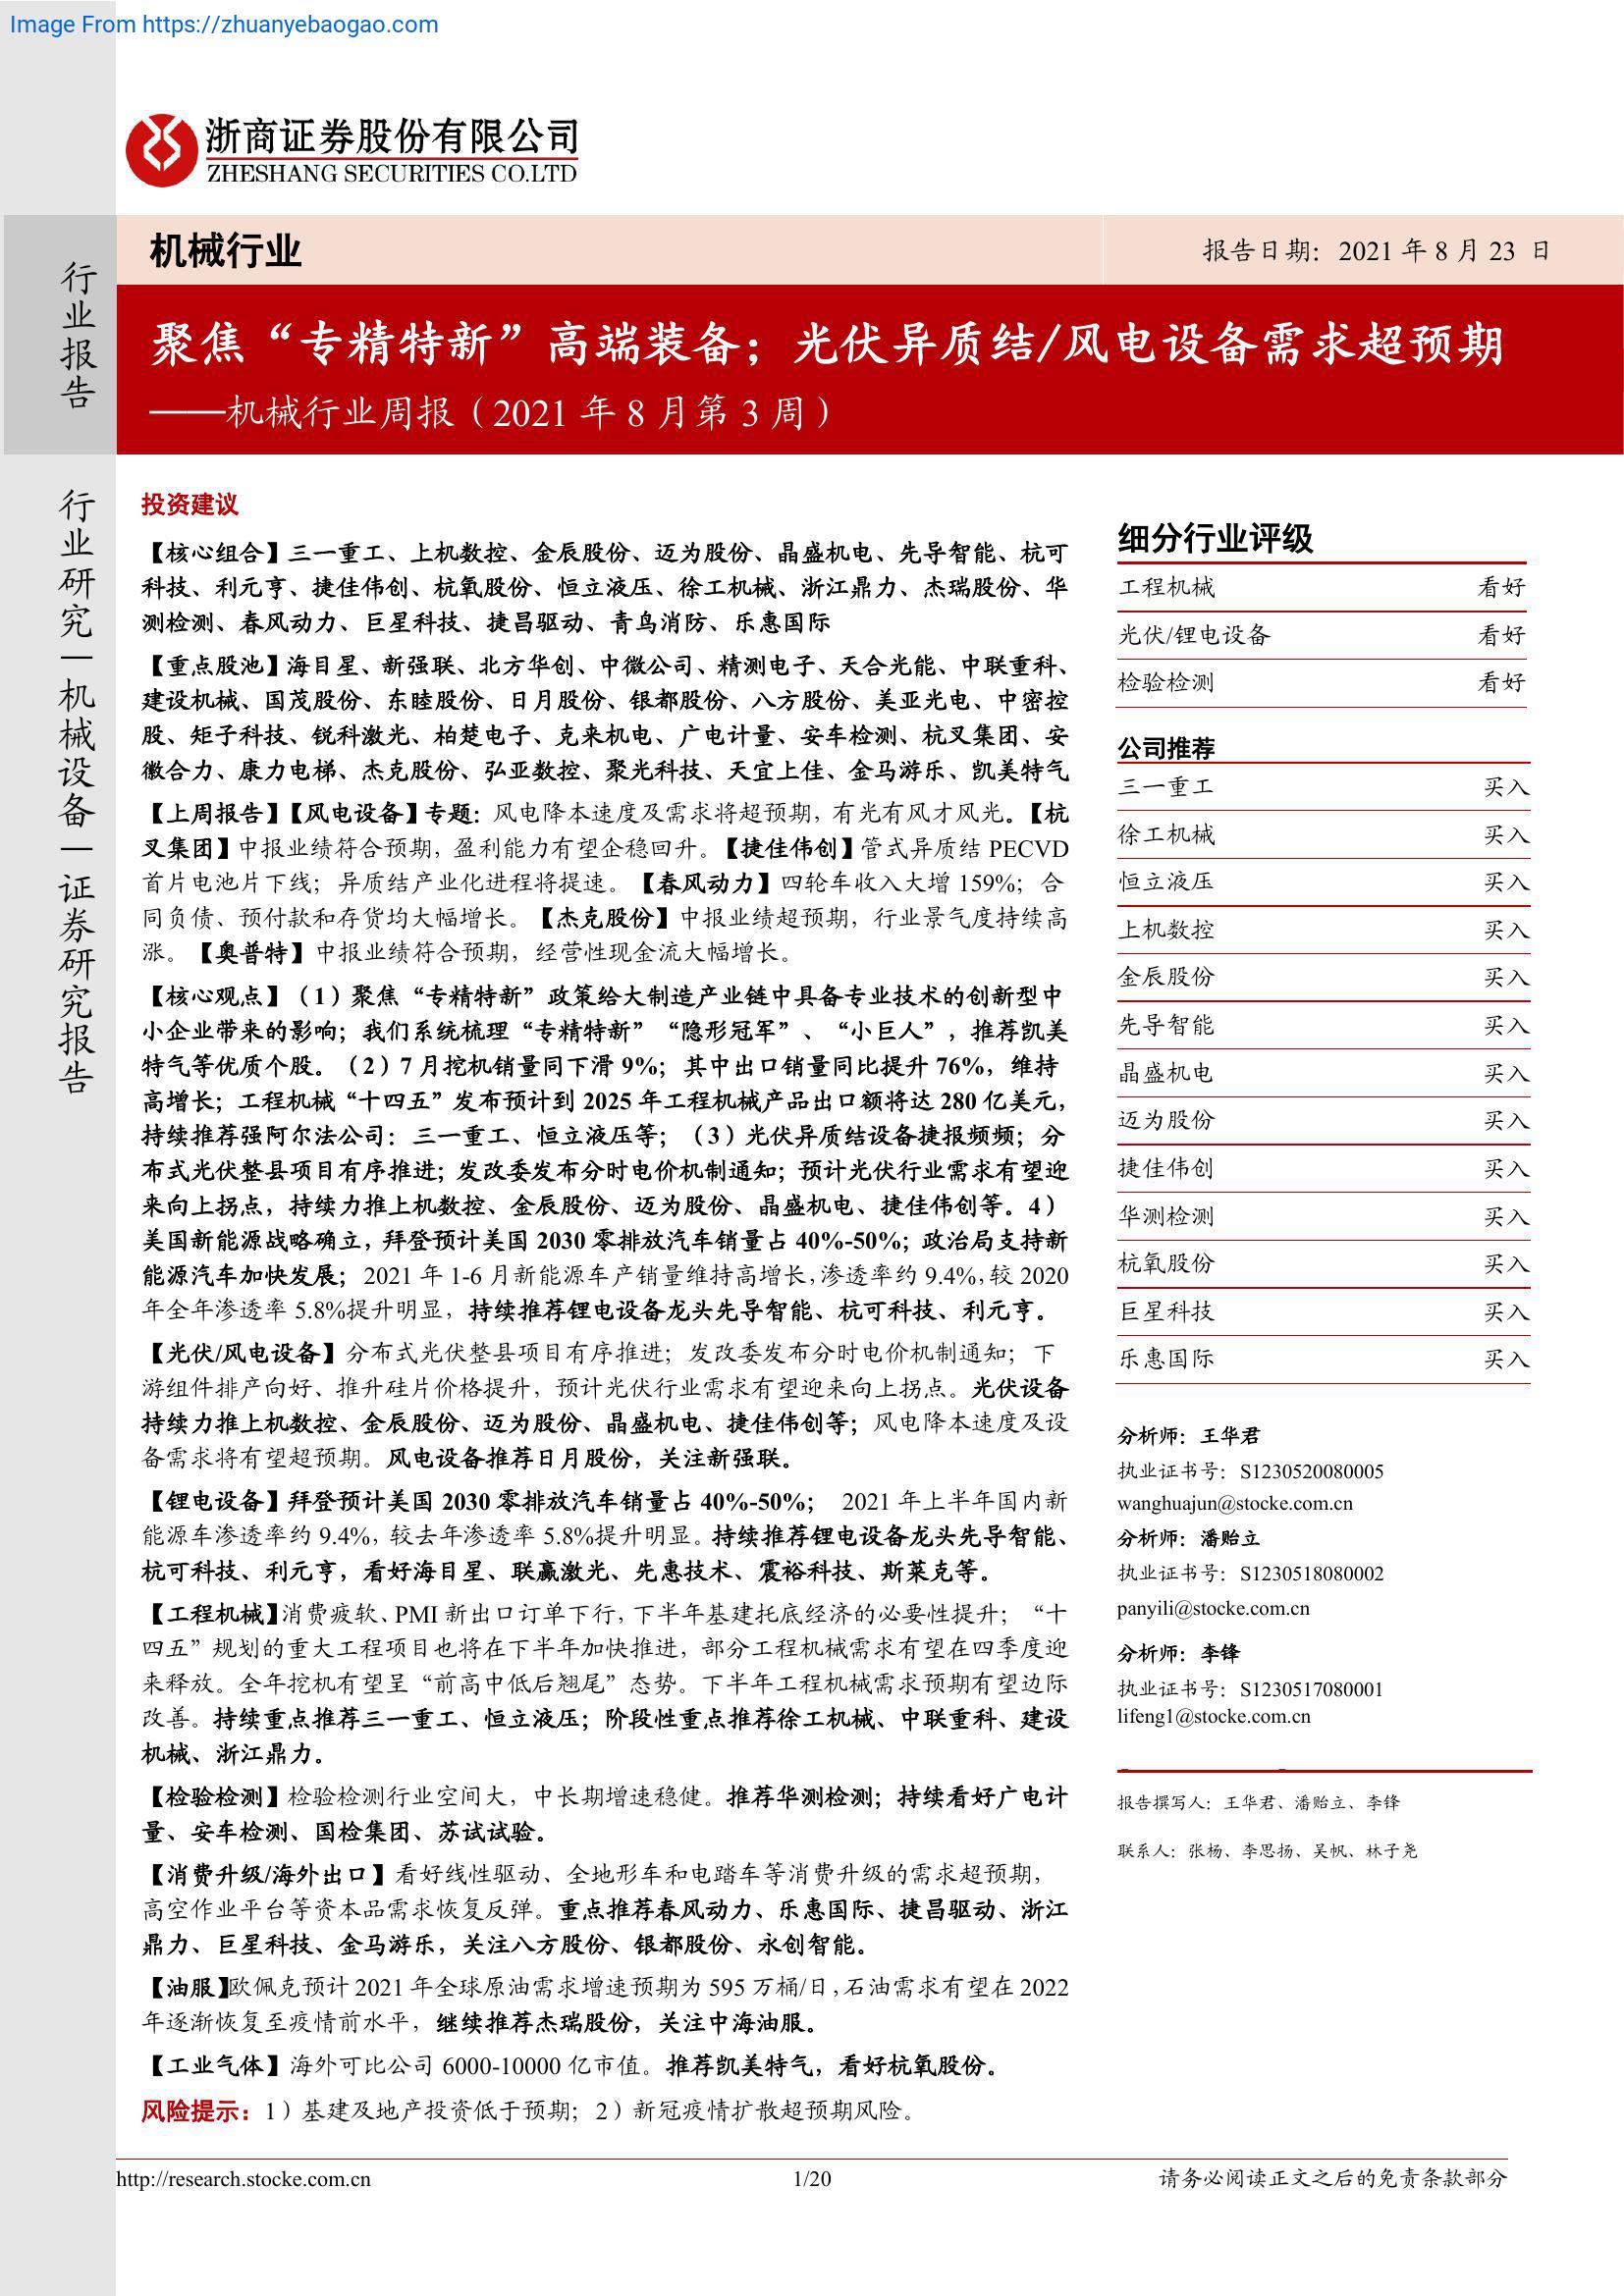 Image From https://zhuanyebaogao.com
浙商证券股份有限公司
ZHESHANG SECURITIES CO.LTD
机械行业
报告日期：2021 年 8 月 23 日
行业报告
聚焦“专精特新”高端装备；光伏异质结/风电设备需求超预期
——机械行业周报（2021 年 8 月第 3 周）
行业研究｜机械设备｜证券研究报告
投资建议
【核心组合】三一重工、上机数控、金辰股份、迈为股份、晶盛机电、先导智能、杭可
科技、利元亨、捷佳伟创、杭氧股份、恒立液压、徐工机械、浙江鼎力、杰瑞股份、华
测检测、春风动力、巨星科技、捷昌驱动、青鸟消防、乐惠国际
【重点股池】海目星、新强联、北方华创、中微公司、精测电子、天合光能、中联重科、
建设机械、国茂股份、东睦股份、日月股份、银都股份、八方股份、美亚光电、中密控
股、矩子科技、锐科激光、柏楚电子、克来机电、广电计量、安车检测、杭叉集团、安
徽合力、康力电梯、杰克股份、弘亚数控、聚光科技、天宜上佳、金马游乐、凯美特气
【上周报告】【风电设备】专题：风电降本速度及需求将超预期，有光有风才风光。【杭
叉集团】中报业绩符合预期，盈利能力有望企稳回升。【捷佳伟创】管式异质结 PECVD
首片电池片下线；异质结产业化进程将提速。【春风动力】四轮车收入大增 159%；合
同负债、预付款和存货均大幅增长。【杰克股份】中报业绩超预期，行业景气度持续高
涨。【奥普特】中报业绩符合预期，经营性现金流大幅增长。
【核心观点】（1）聚焦“专精特新”政策给大制造产业链中具备专业技术的创新型中
小企业带来的影响；我们系统梳理“专精特新”“隐形冠军”、“小巨人”，推荐凯美
特气等优质个股。（2）7 月挖机销量同下滑 9%；其中出口销量同比提升 76%，维持
高增长；工程机械“十四五”发布预计到 2025 年工程机械产品出口额将达 280 亿美元，
持续推荐强阿尔法公司：三一重工、恒立液压等；（3）光伏异质结设备捷报频频；分
布式光伏整县项目有序推进；发改委发布分时电价机制通知；预计光伏行业需求有望迎
来向上拐点，持续力推上机数控、金辰股份、迈为股份、晶盛机电、捷佳伟创等。4）
美国新能源战略确立，拜登预计美国 2030 零排放汽车销量占 40%-50%；政治局支持新
能源汽车加快发展；2021 年 1-6 月新能源车产销量维持高增长，渗透率约 9.4%，较 2020
年全年渗透率 5.8%提升明显，持续推荐锂电设备龙头先导智能、杭可科技、利元亨。
【光伏/风电设备】分布式光伏整县项目有序推进；发改委发布分时电价机制通知；下
游组件排产向好、推升硅片价格提升，预计光伏行业需求有望迎来向上拐点。光伏设备
持续力推上机数控、金辰股份、迈为股份、晶盛机电、捷佳伟创等；风电降本速度及设
备需求将有望超预期。风电设备推荐日月股份，关注新强联。
【锂电设备】拜登预计美国 2030 零排放汽车销量占 40%-50%； 2021 年上半年国内新
能源车渗透率约 9.4%，较去年渗透率 5.8%提升明显。持续推荐锂电设备龙头先导智能、
杭可科技、利元亨，看好海目星、联赢激光、先惠技术、震裕科技、斯莱克等。
【工程机械】消费疲软、PMI 新出口订单下行，下半年基建托底经济的必要性提升；“十
四五”规划的重大工程项目也将在下半年加快推进，部分工程机械需求有望在四季度迎
来释放。全年挖机有望呈“前高中低后翘尾”态势。下半年工程机械需求预期有望边际
改善。持续重点推荐三一重工、恒立液压；阶段性重点推荐徐工机械、中联重科、建设
机械、浙江鼎力。
【检验检测】检验检测行业空间大，中长期增速稳健。推荐华测检测；持续看好广电计
量、安车检测、国检集团、苏试试验。
【消费升级/海外出口】看好线性驱动、全地形车和电踏车等消费升级的需求超预期，
高空作业平台等资本品需求恢复反弹。重点推荐春风动力、乐惠国际、捷昌驱动、浙江
鼎力、巨星科技、金马游乐，关注八方股份、银都股份、永创智能。
【油服】欧佩克预计 2021 年全球原油需求增速预期为 595 万桶/日，石油需求有望在 2022
年逐渐恢复至疫情前水平，继续推荐杰瑞股份，关注中海油服。
【工业气体】海外可比公司 6000-10000 亿市值。推荐凯美特气，看好杭氧股份。
风险提示：1）基建及地产投资低于预期；2）新冠疫情扩散超预期风险。
细分行业评级
工程机械 看好
光伏/锂电设备 看好
检验检测 看好
公司推荐
三一重工 买入
徐工机械 买入
恒立液压 买入
上机数控 买入
金辰股份 买入
先导智能 买入
晶盛机电 买入
迈为股份 买入
捷佳伟创 买入
华测检测 买入
杭氧股份 买入
巨星科技 买入
乐惠国际 买入
分析师：王华君
执业证书号：S1230520080005
wanghuajun@stocke.com.cn
分析师：潘贻立
执业证书号：S1230518080002
panyili@stocke.com.cn
分析师：李锋
执业证书号：S1230517080001
lifeng1@stocke.com.cn
报告撰写人：王华君、潘贻立、李锋
联系人：张杨、李思扬、吴帆、林子尧
http://research.stocke.com.cn
1/20
请务必阅读正文之后的免责条款部分